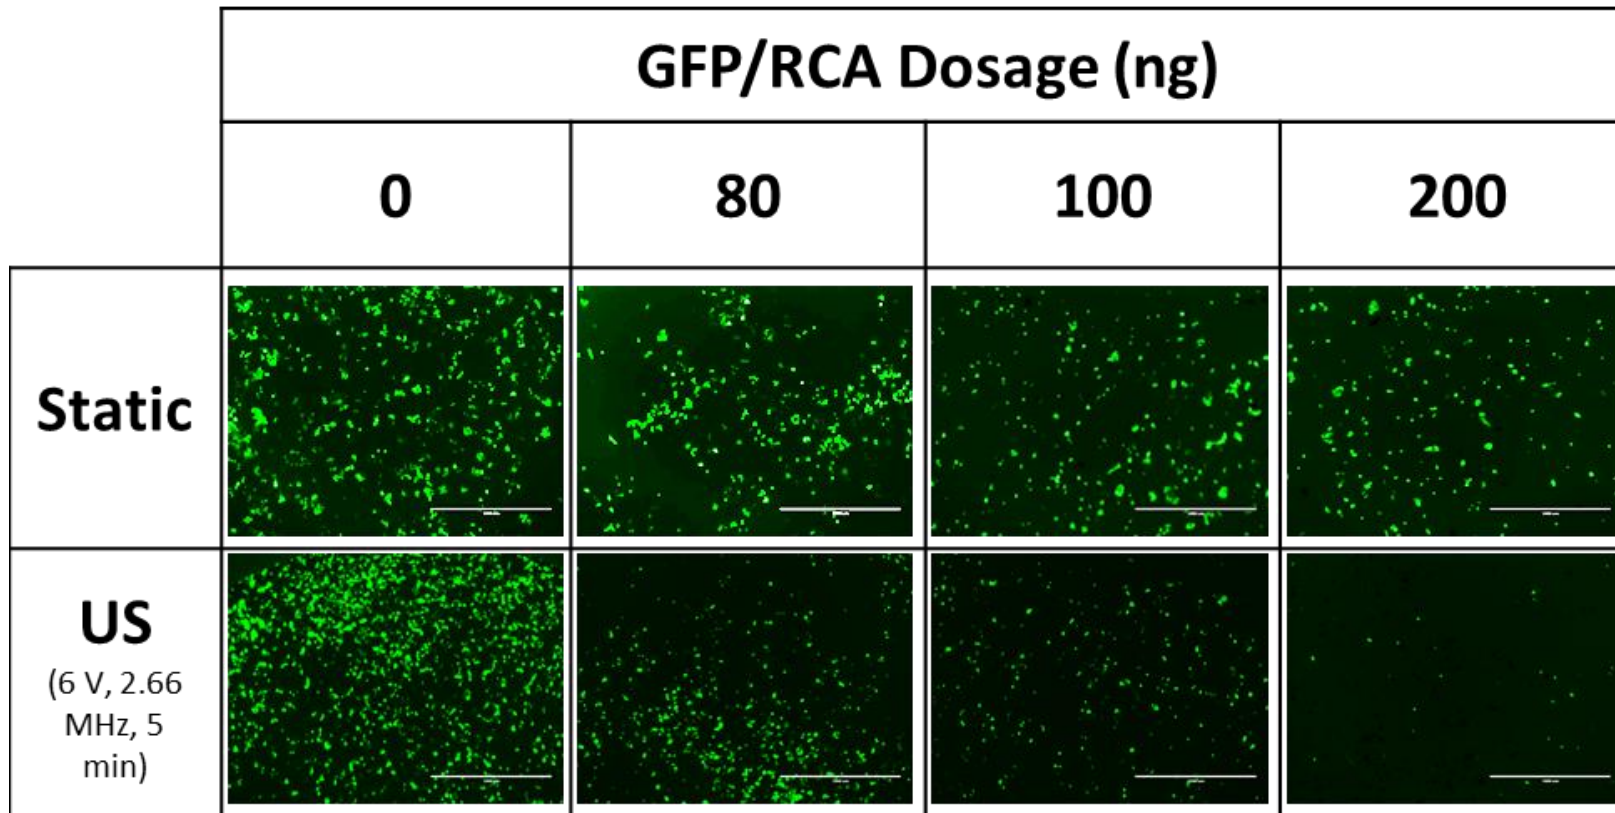 GFP/RCA Dosage (ng)
0 80 100 200
Static
US
(6 V, 2.66
MHz, 5
min)